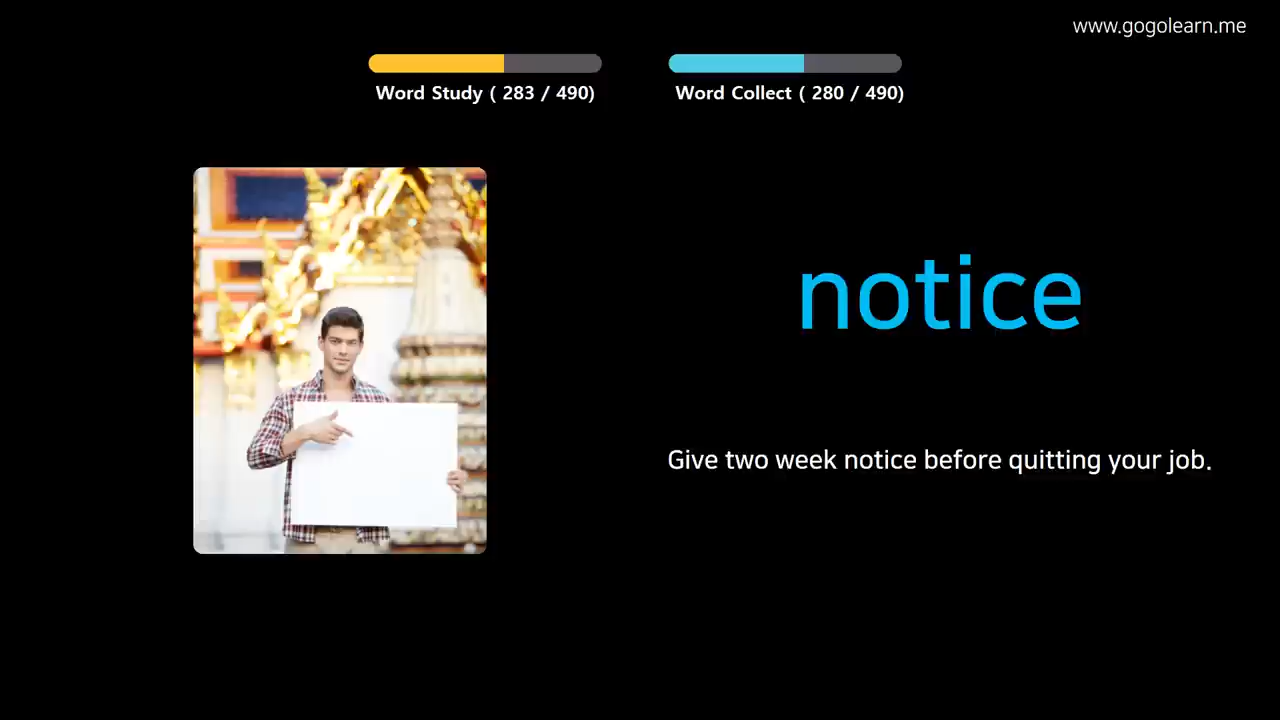 www.gogolearn.me
Word Study ( 283 / 490)
Word Collect ( 280 / 490)
notice
Give two week notice before quitting your job.